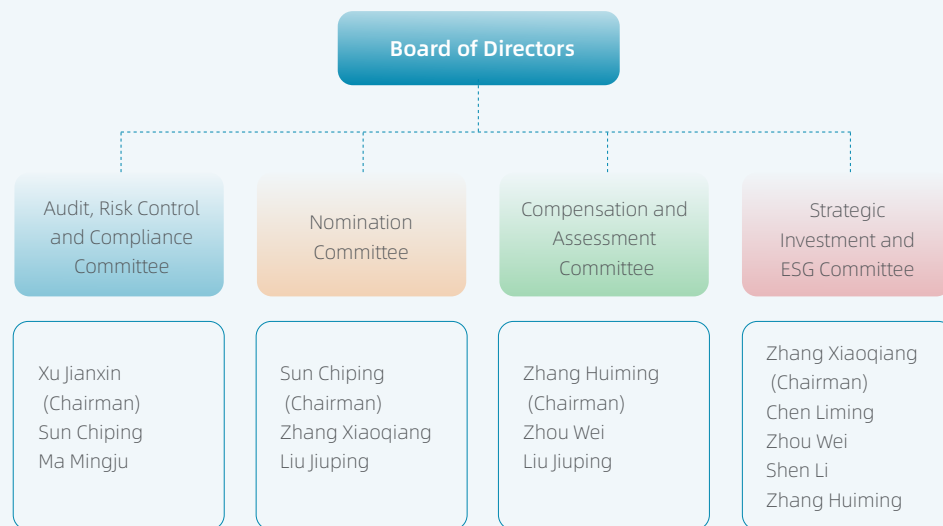 Board of Directors
Audit, Risk Control
and Compliance
Committee
Nomination
Committee
Compensation and
Assessment
Committee
Strategic
Investment and
ESG Committee
Xu Jianxin
(Chairman)
Sun Chiping
Ma Mingju
Sun Chiping
(Chairman)
Zhang Xiaoqiang
Liu Jiuping
Zhang Huiming
(Chairman)
Zhou Wei
Liu Jiuping
Zhang Xiaoqiang
(Chairman)
Chen Liming
Zhou Wei
Shen Li
Zhang Huiming